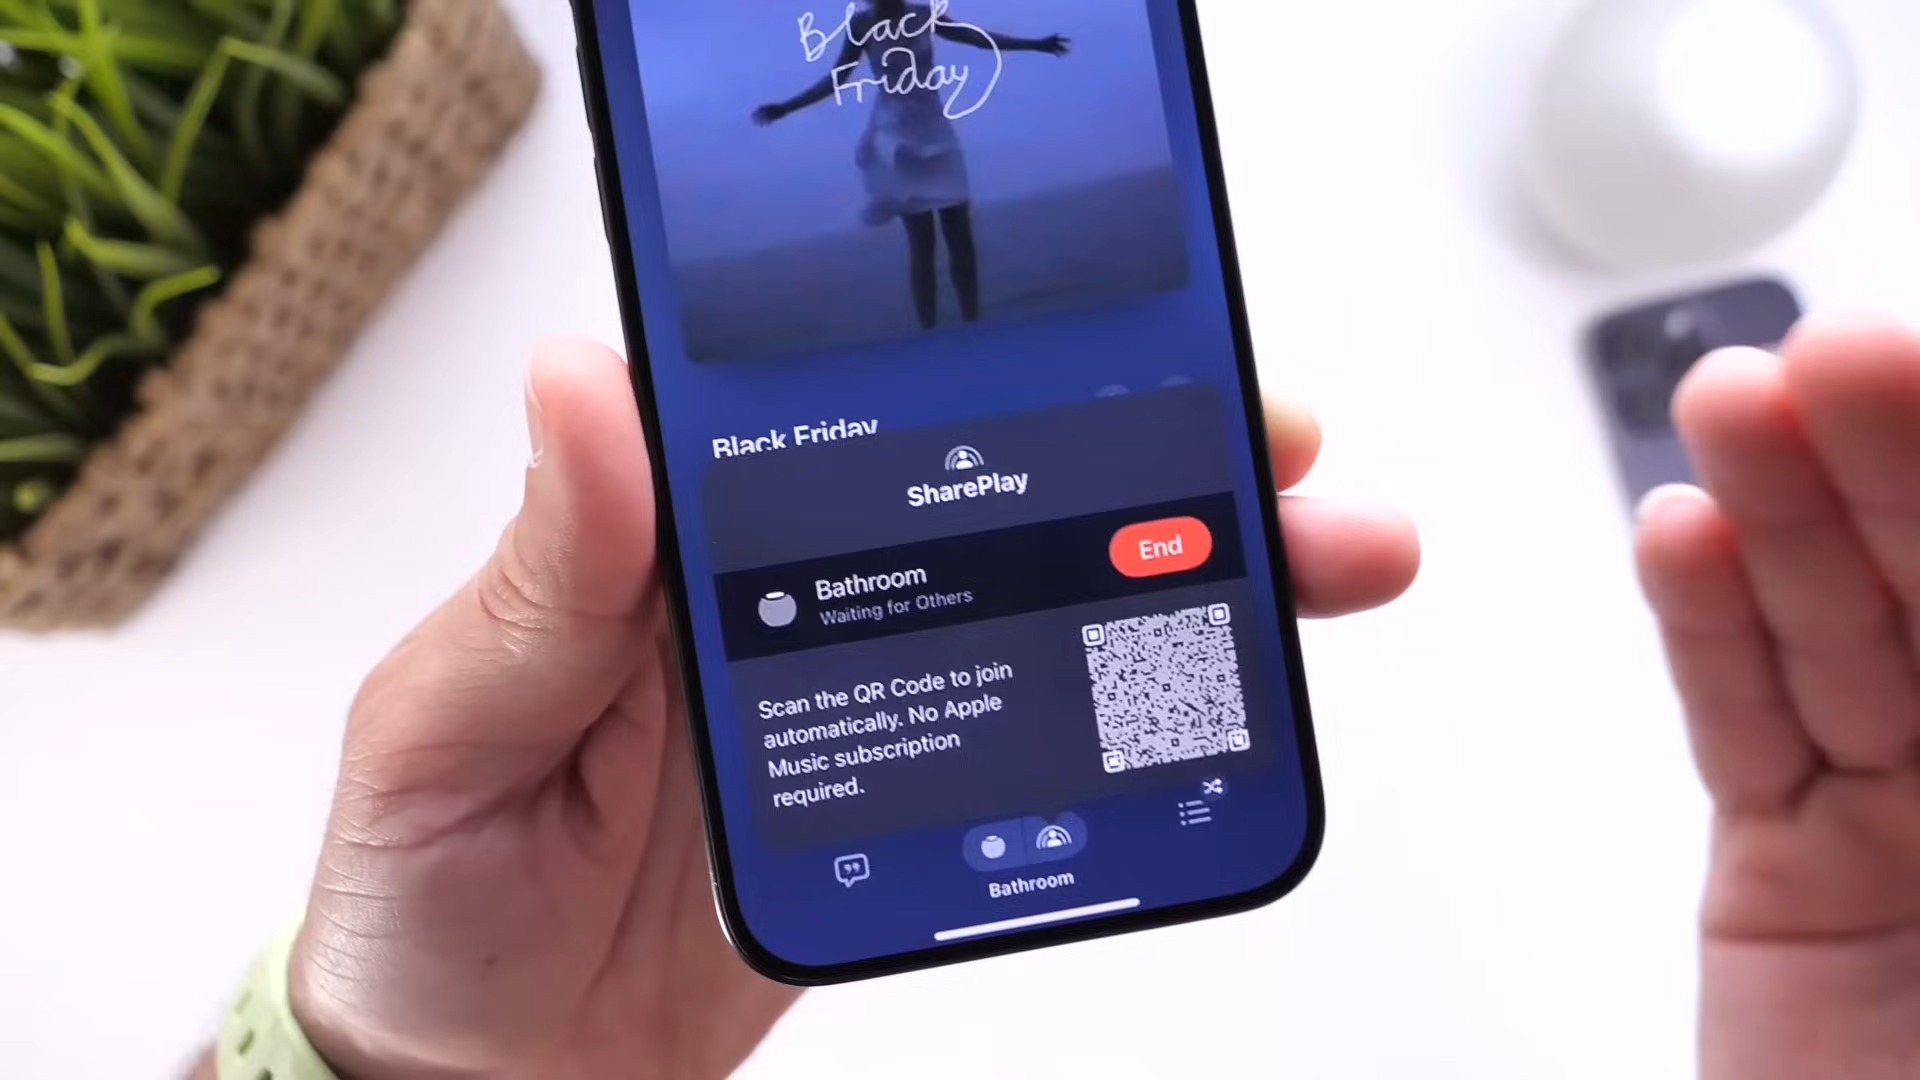 Black
Friday
Black Friday
SharePlay
Bathroom
Waiting for Others
End
Scan the QR Code to join
automatically. No Apple
Music subscription
required.
Bathroom